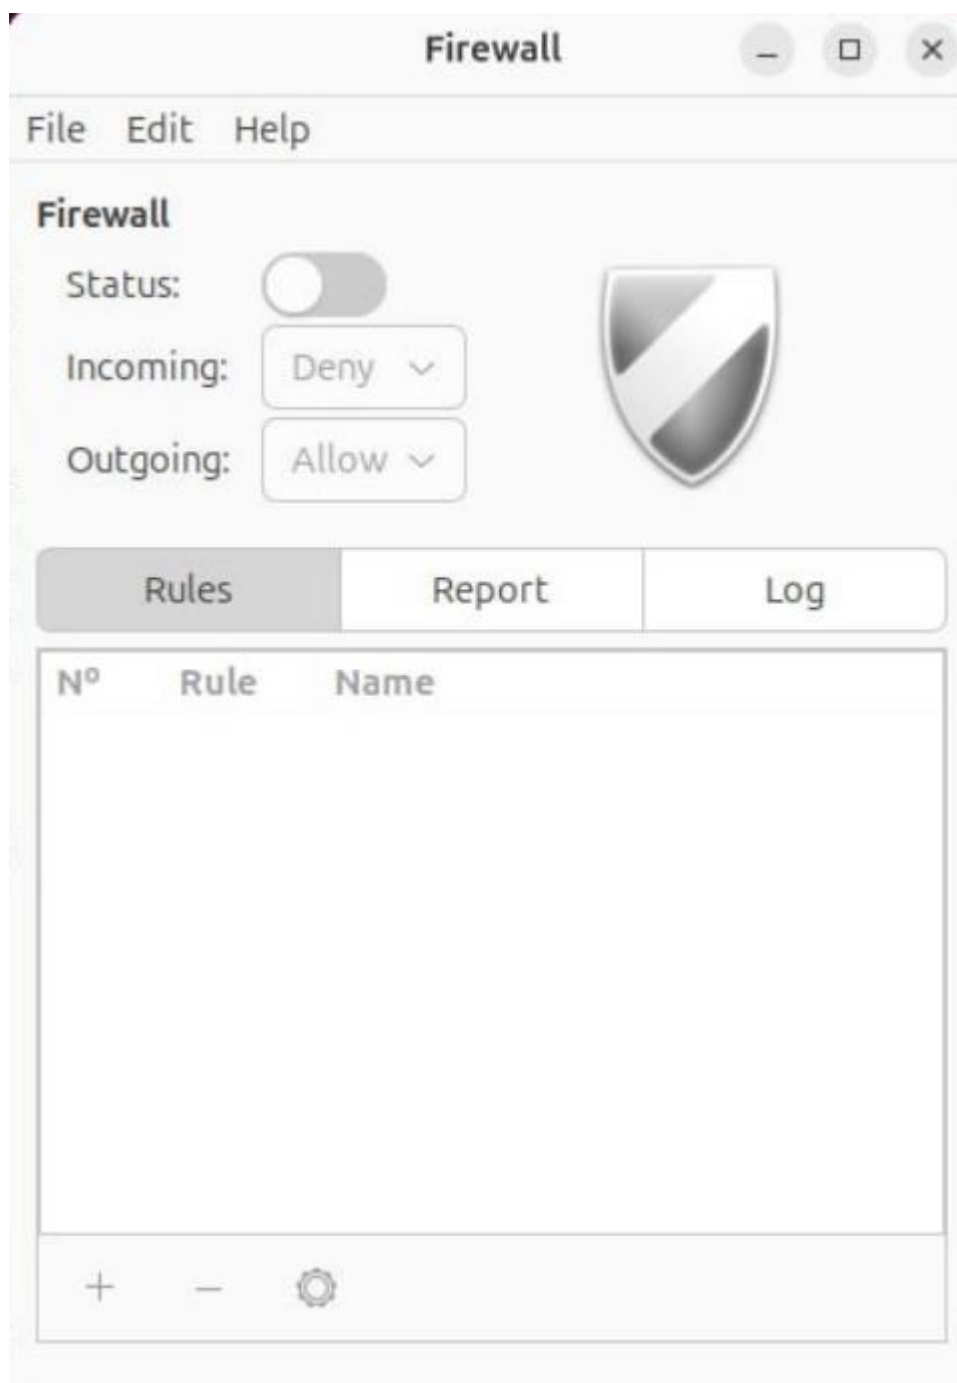 Firewall
File Edit Help
Firewall
Status:
Incoming: Deny
Outgoing: Allow
Rules Report Log
Nº Rule Name